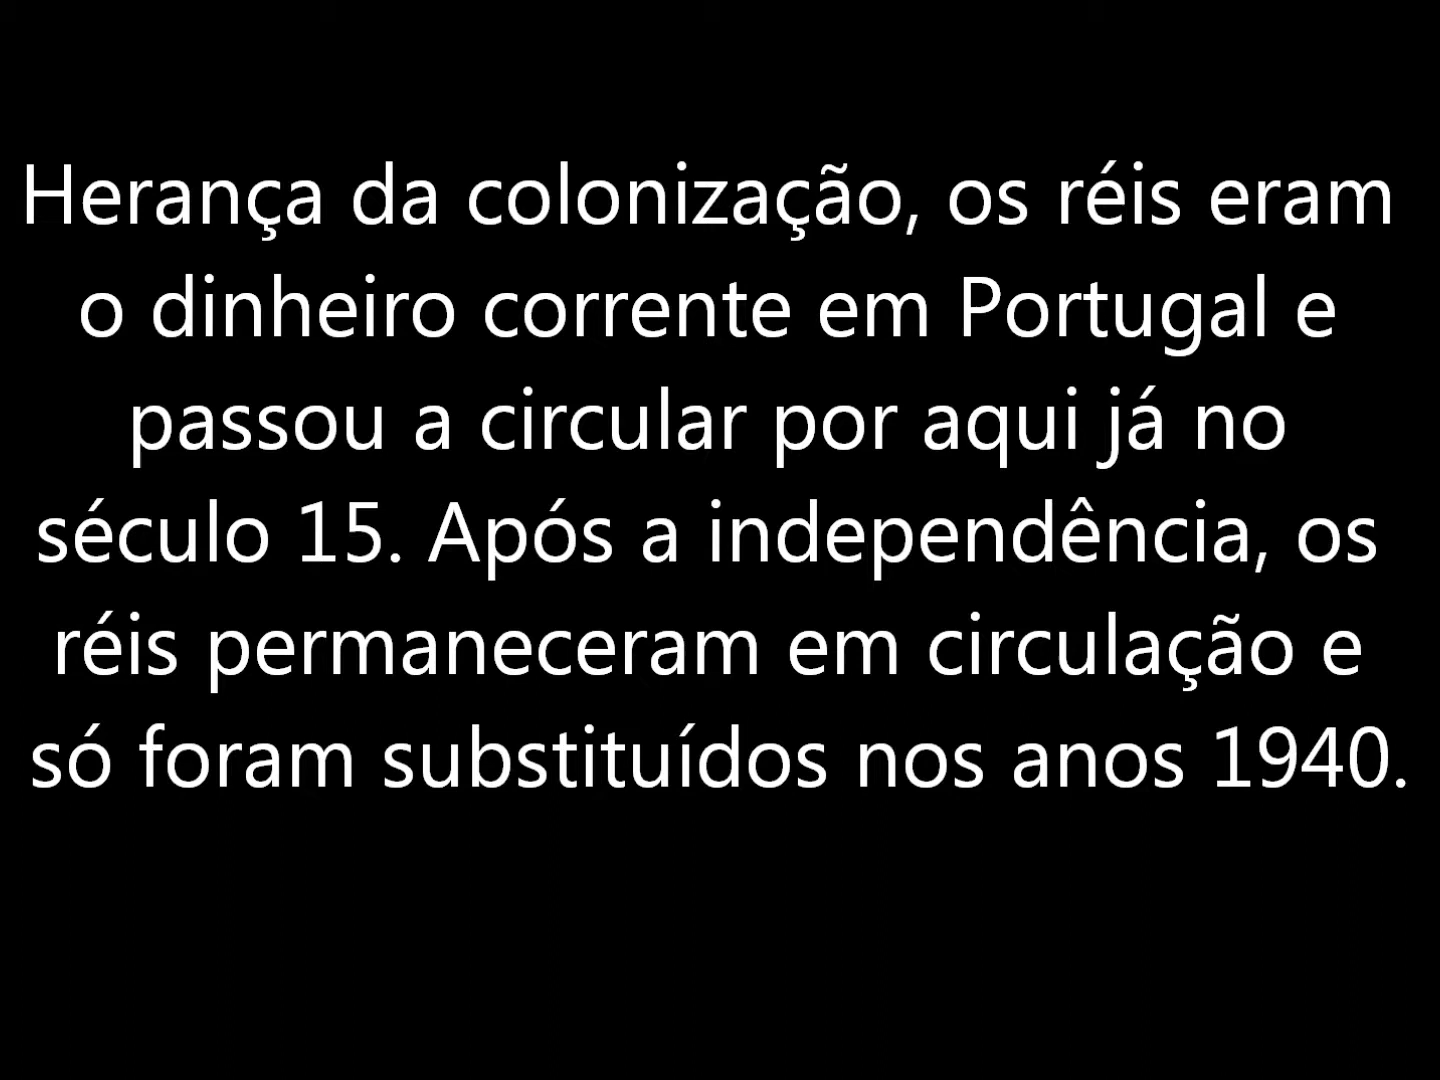 Herança da colonização, os réis eram
o dinheiro corrente em Portugal e
passou a circular por aqui já no
século 15. Após a independência, os
réis permaneceram em circulação e
só foram substituídos nos anos 1940.